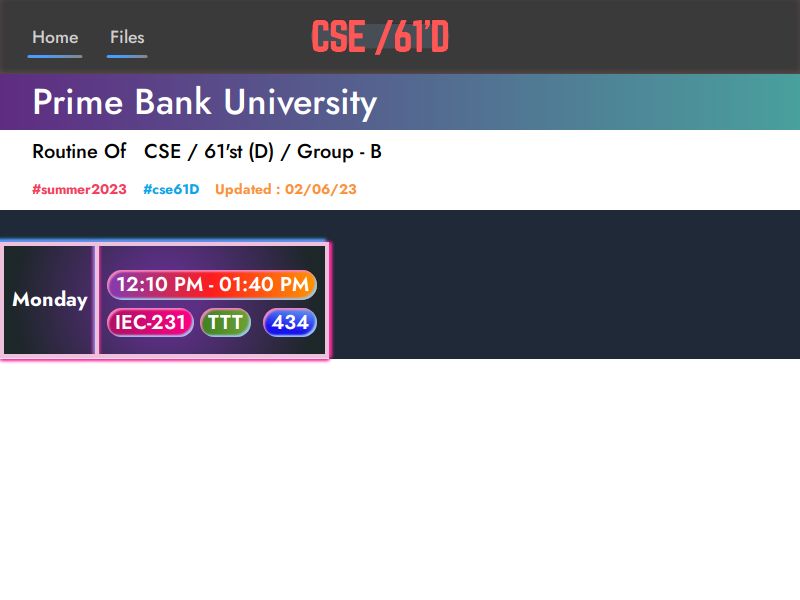 Home Files CSE /61'D
Prime Bank University
Routine Of CSE / 61'st (D) / Group - B
#summer2023 #cse61D Updated : 02/06/23
Monday
12:10 PM - 01:40 PM
IEC-231 TTT 434